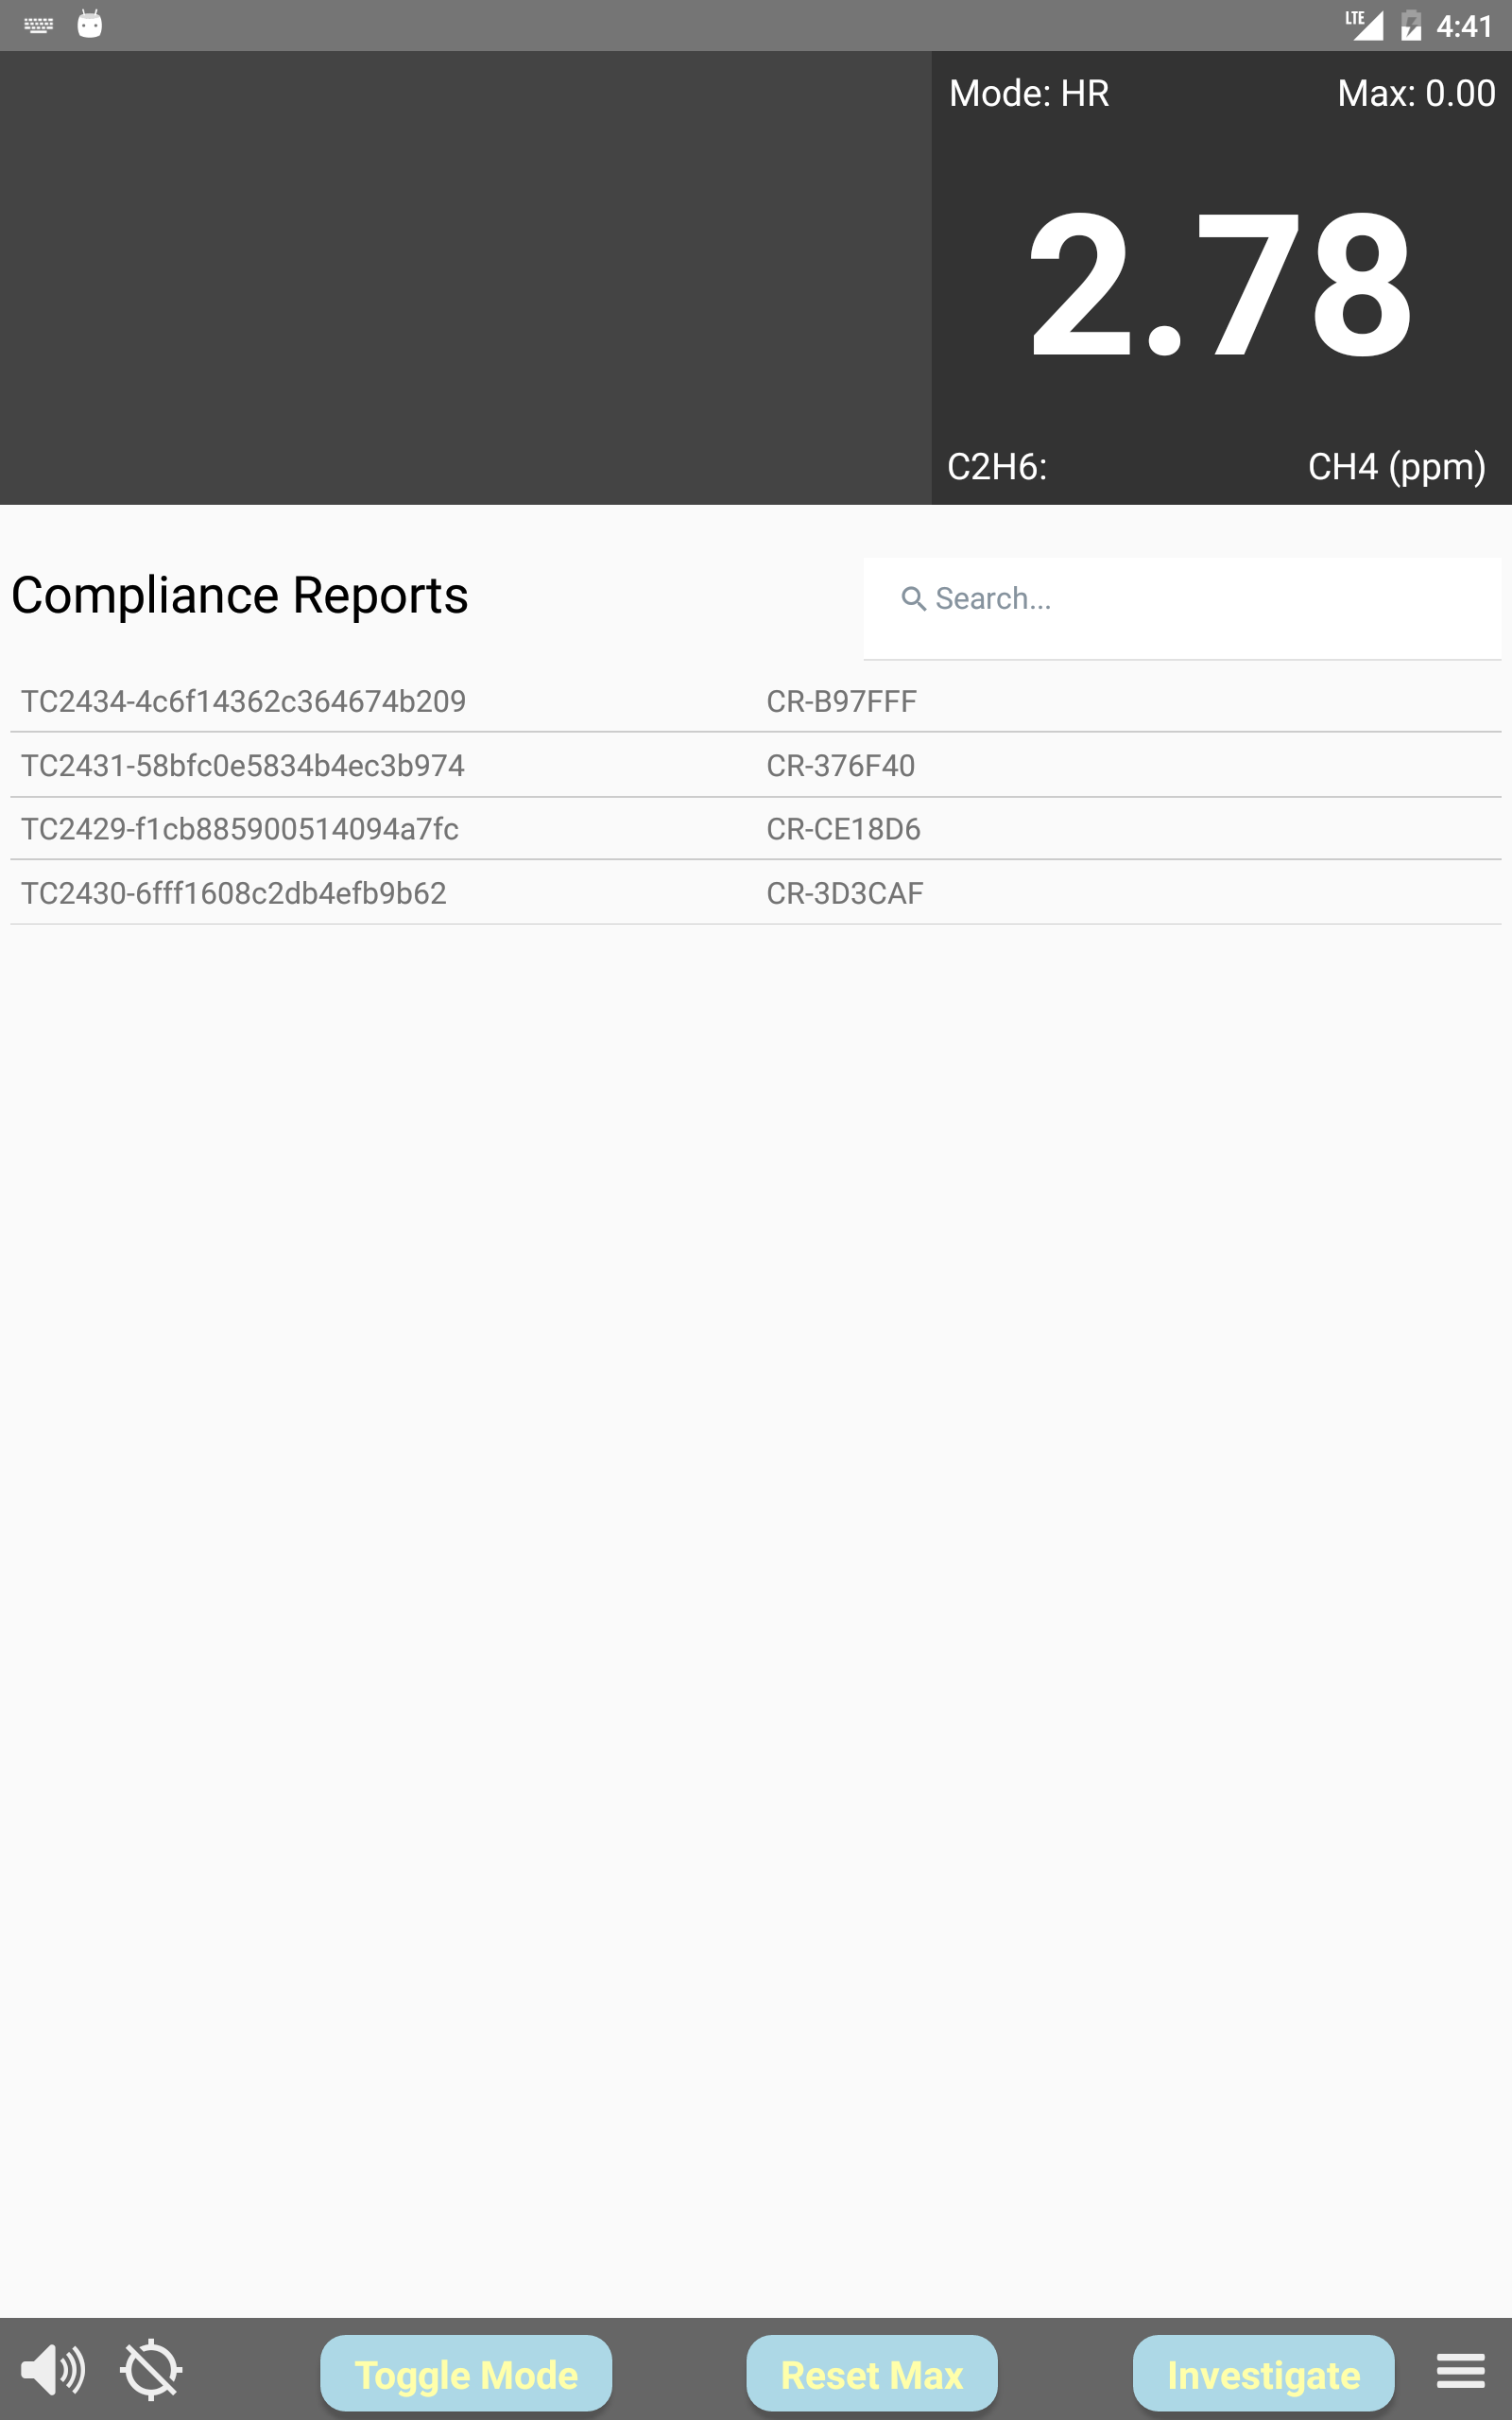 LTE 4:41
Mode: HR Max: 0.00
2.78
C2H6: CH4 (ppm)
Compliance Reports
Search...
TC2434-4c6f14362c364674b209 CR-B97FFF
TC2431-58bfc0e5834b4ec3b974 CR-376F40
TC2429-f1cb885900514094a7fc CR-CE18D6
TC2430-6fff1608c2db4efb9b62 CR-3D3CAF
Toggle Mode Reset Max Investigate